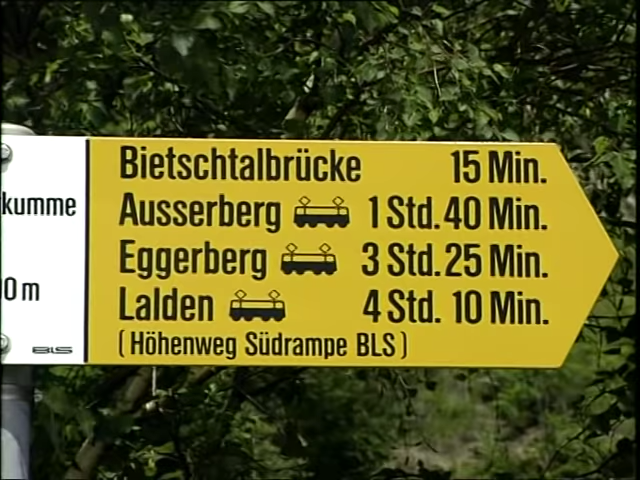 Bietschtalbrücke 15 Min.
Ausserberg 1 Std. 40 Min.
Eggerberg 3 Std. 25 Min.
Lalden 4 Std. 10 Min.
(Höhenweg Südrampe BLS)
kumme
0 m
BLS